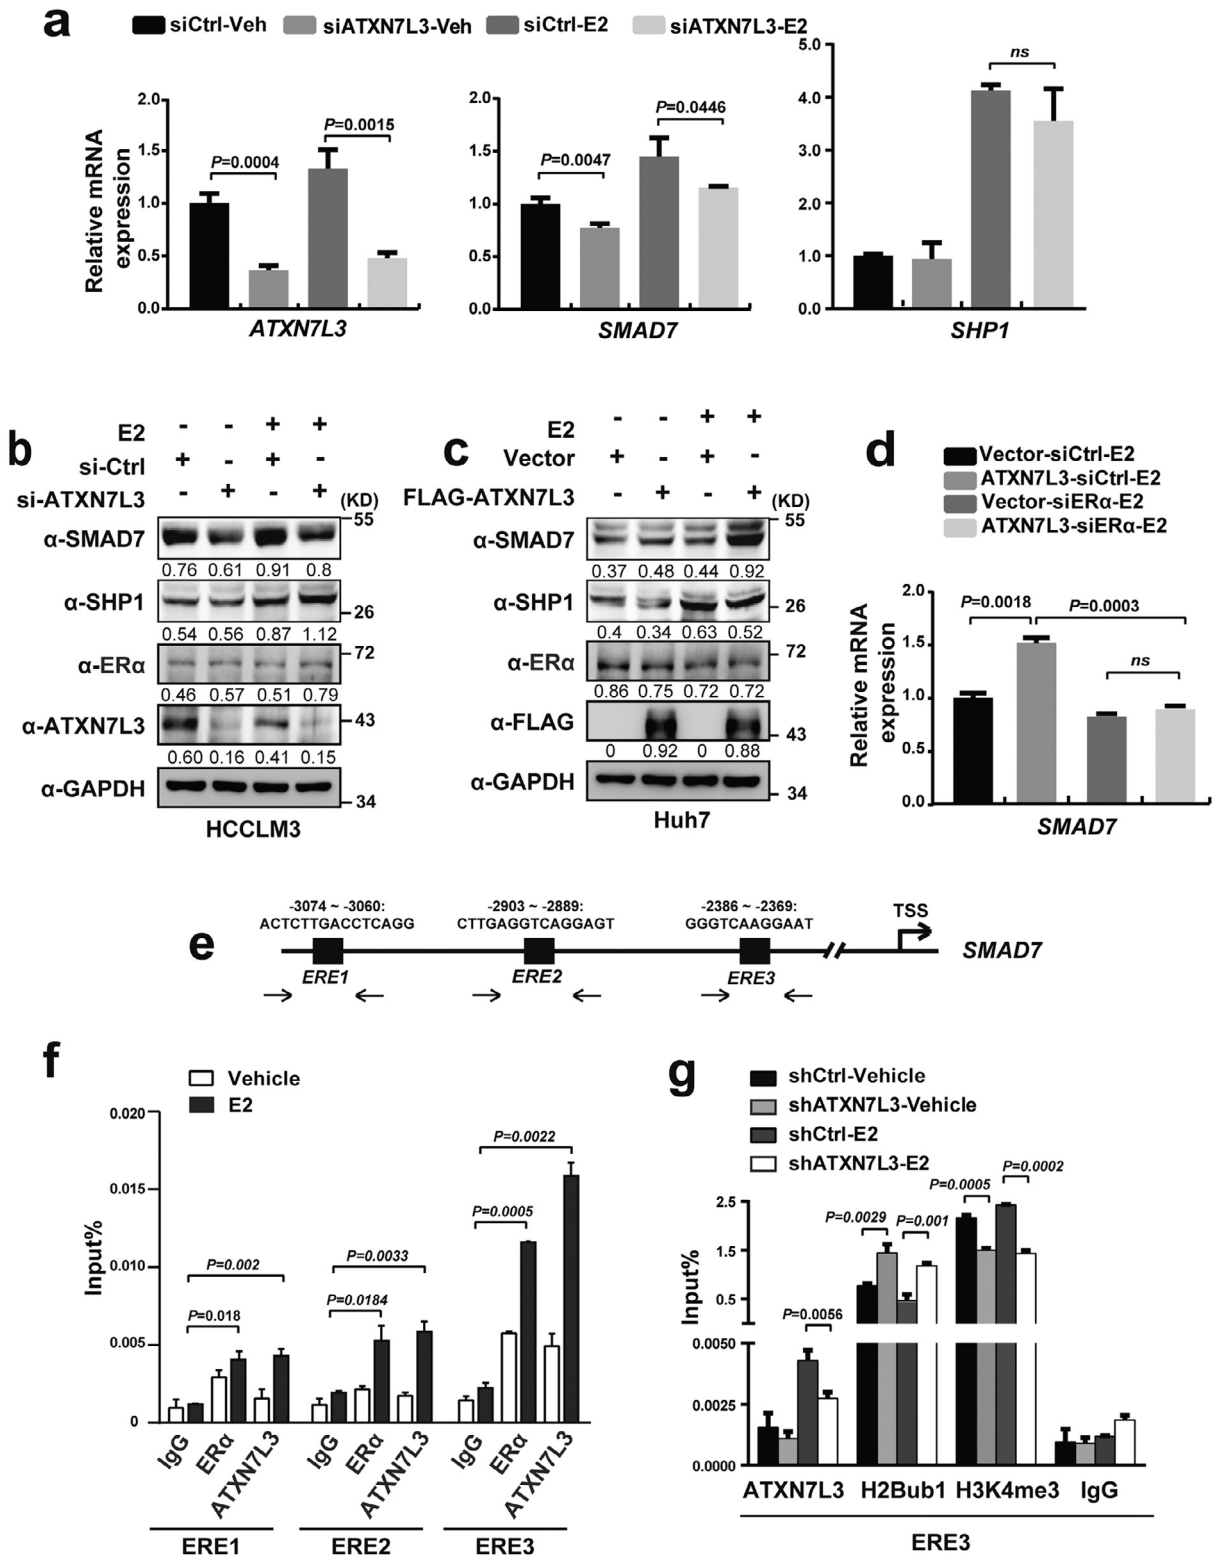 a
siCtrl-Veh siATXN7L3-Veh siCtrl-E2 siATXN7L3-E2
Relative mRNA
expression
2.0
1.5
1.0
0.5
0.0
P=0.0004
P=0.0015
ATXN7L3
2.0
1.5
1.0
0.5
0.0
P=0.0047
P=0.0446
SMAD7
5.0
4.0
3.0
2.0
1.0
0.0
ns
SHP1
b
E2 - - + +
si-Ctrl + - + -
si-ATXN7L3 - + - + (KD)
α-SMAD7 55
0.76 0.61 0.91 0.8
α-SHP1 26
0.54 0.56 0.87 1.12
α-ERα 72
0.46 0.57 0.51 0.79
α-ATXN7L3 43
0.60 0.16 0.41 0.15
α-GAPDH 34
HCCLM3
c
E2 - - + +
Vector + - + -
FLAG-ATXN7L3 - + - + (KD)
α-SMAD7 55
0.37 0.48 0.44 0.92
α-SHP1 26
0.4 0.34 0.63 0.52
α-ERα 72
0.86 0.75 0.72 0.72
α-FLAG 43
0 0.92 0 0.88
α-GAPDH 34
Huh7
d
Vector-siCtrl-E2
ATXN7L3-siCtrl-E2
Vector-siERα-E2
ATXN7L3-siERα-E2
Relative mRNA
expression
2.0
1.5
1.0
0.5
0.0
P=0.0018
P=0.0003
ns
SMAD7
e
-3074 ~ -3060: -2903 ~ -2889: -2386 ~ -2369:
ACTCTTGACCTCAGG CTTGAGGTCAGGAGT GGGTCAAGGAAT
TSS
SMAD7
ERE1 ERE2 ERE3
f
Vehicle
E2
Input%
0.020
0.015
0.010
0.005
0
P=0.018
P=0.002
P=0.0184
P=0.0033
P=0.0005
P=0.0022
IgG ERα ATXN7L3 IgG ERα ATXN7L3 IgG ERα ATXN7L3
ERE1 ERE2 ERE3
g
shCtrl-Vehicle
shATXN7L3-Vehicle
shCtrl-E2
shATXN7L3-E2
Input%
2.5
1.5
0.5
0.0050
0.0025
0.0000
P=0.0056
P=0.0029
P=0.001
P=0.0005
P=0.0002
ATXN7L3 H2Bub1 H3K4me3 IgG
ERE3